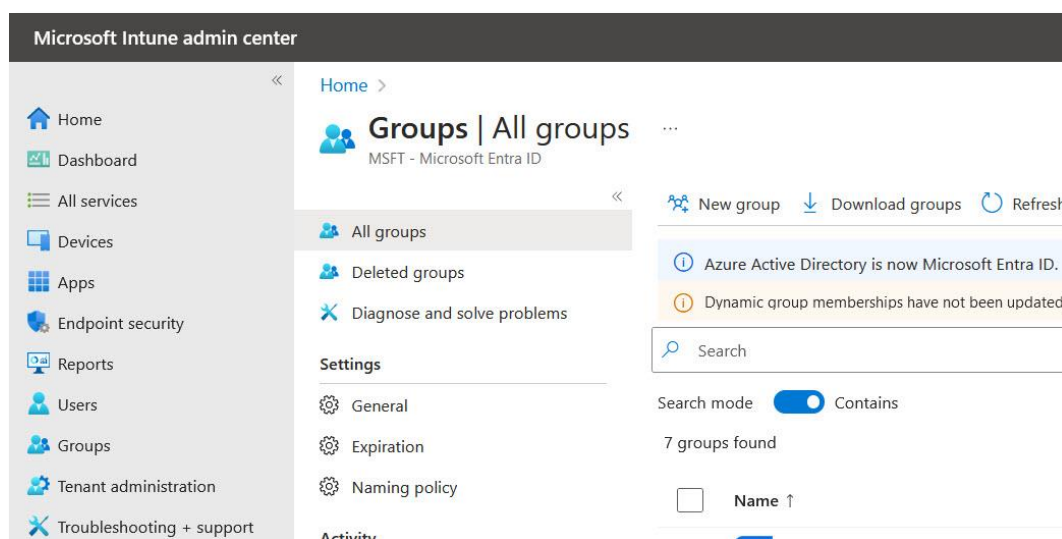 Microsoft Intune admin center
«
Home
Dashboard
All services
Devices
Apps
Endpoint security
Reports
Users
Groups
Tenant administration
Troubleshooting + support
Home >
Groups | All groups ...
MSFT - Microsoft Entra ID
«
All groups
Deleted groups
Diagnose and solve problems
Settings
General
Expiration
Naming policy
Activity
New group Download groups Refresh
Azure Active Directory is now Microsoft Entra ID.
Dynamic group memberships have not been updated
Search
Search mode Contains
7 groups found
Name ↑